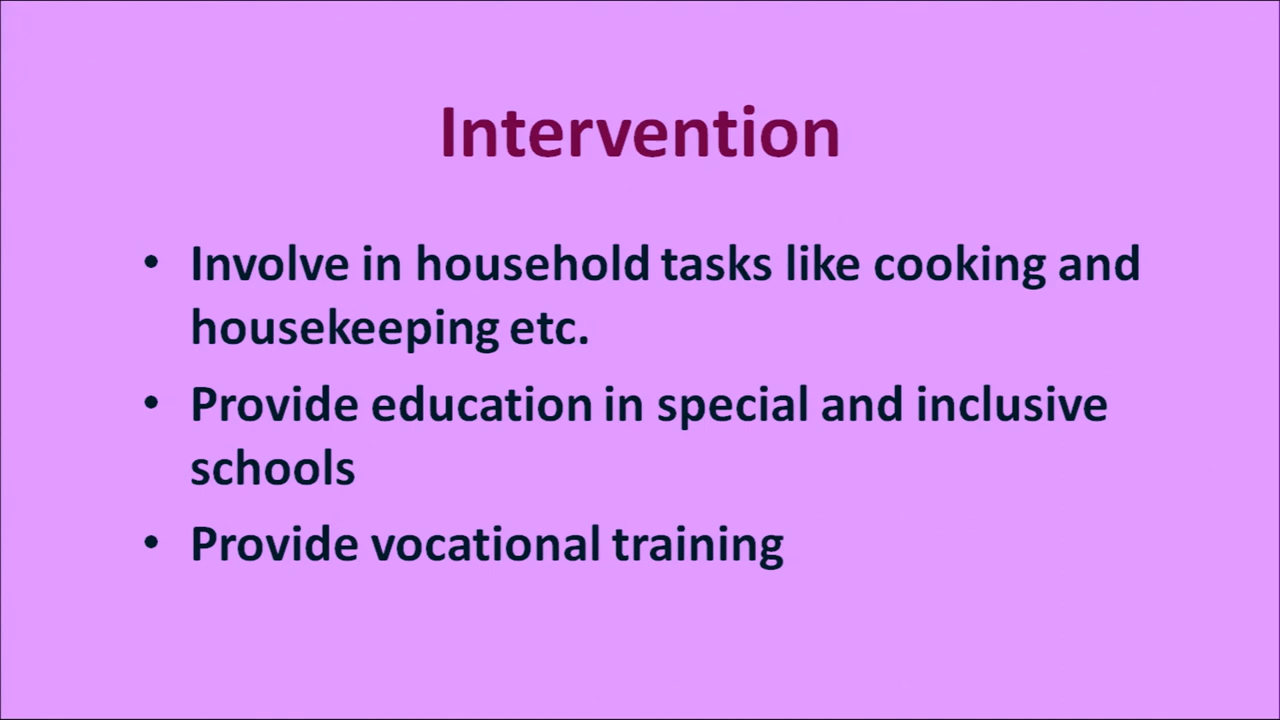 Intervention
• Involve in household tasks like cooking and
housekeeping etc.
• Provide education in special and inclusive
schools
• Provide vocational training